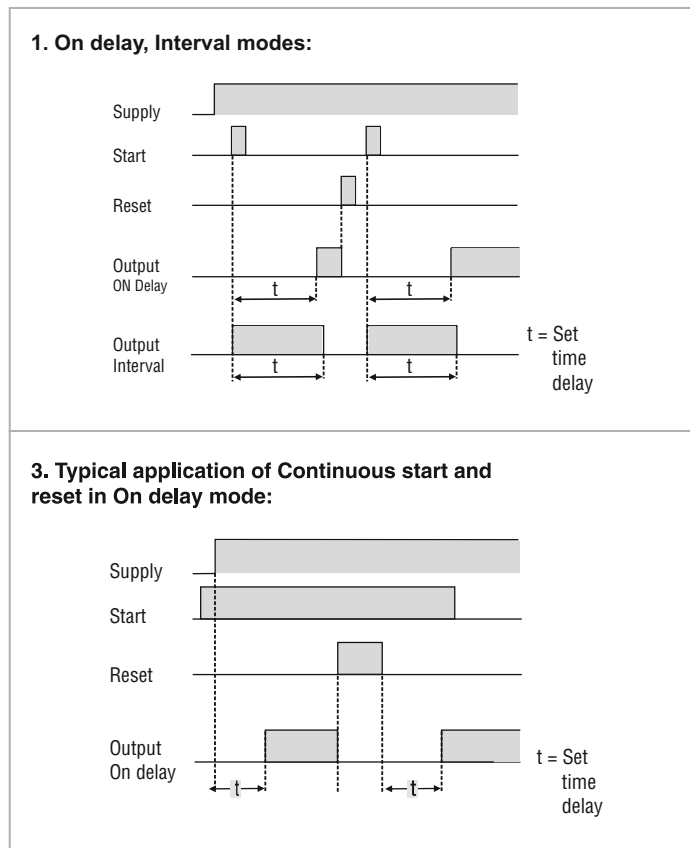 1. On delay, Interval modes:
Supply
Start
Reset
Output
ON Delay
t
t
Output
Interval
t
t
t = Set
time
delay
3. Typical application of Continuous start and
reset in On delay mode:
Supply
Start
Reset
Output
On delay
t
t
t = Set
time
delay